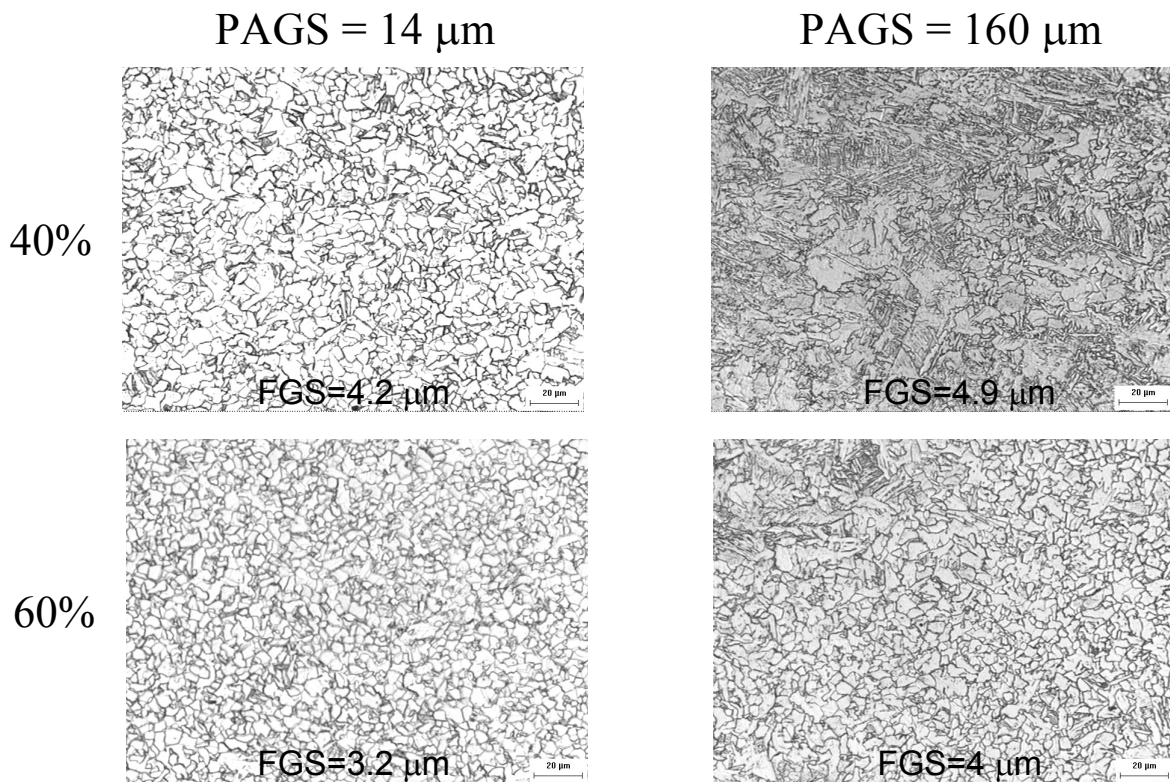 PAGS = 14 μm
PAGS = 160 μm
40%
FGS=4.2 μm
20 μm
FGS=4.9 μm
20 μm
60%
FGS=3.2 μm
20 μm
FGS=4 μm
20 μm